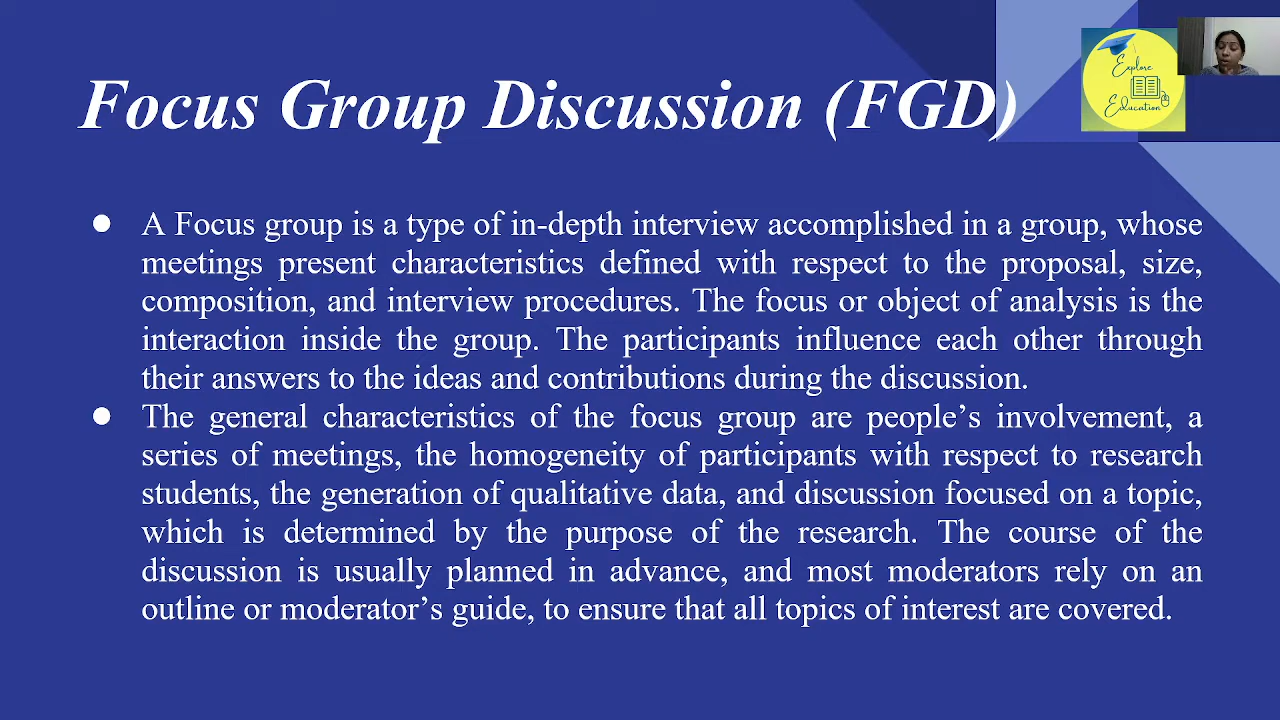 Focus Group Discussion (FGD)
Explore
Education
● A Focus group is a type of in-depth interview accomplished in a group, whose
meetings present characteristics defined with respect to the proposal, size,
composition, and interview procedures. The focus or object of analysis is the
interaction inside the group. The participants influence each other through
their answers to the ideas and contributions during the discussion.
● The general characteristics of the focus group are people’s involvement, a
series of meetings, the homogeneity of participants with respect to research
students, the generation of qualitative data, and discussion focused on a topic,
which is determined by the purpose of the research. The course of the
discussion is usually planned in advance, and most moderators rely on an
outline or moderator’s guide, to ensure that all topics of interest are covered.